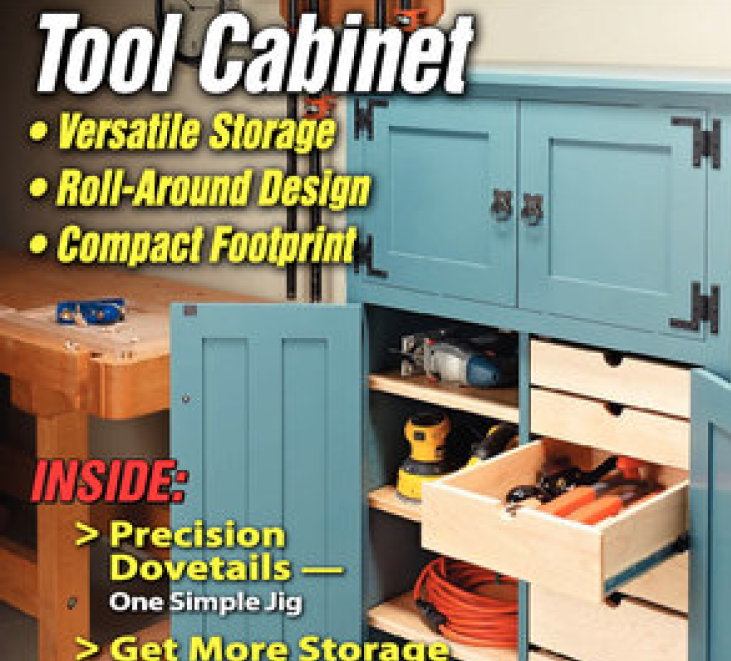 Tool Cabinet
• Versatile Storage
• Roll-Around Design
• Compact Footprint
INSIDE:
> Precision
Dovetails —
One Simple Jig
> Get More Storage